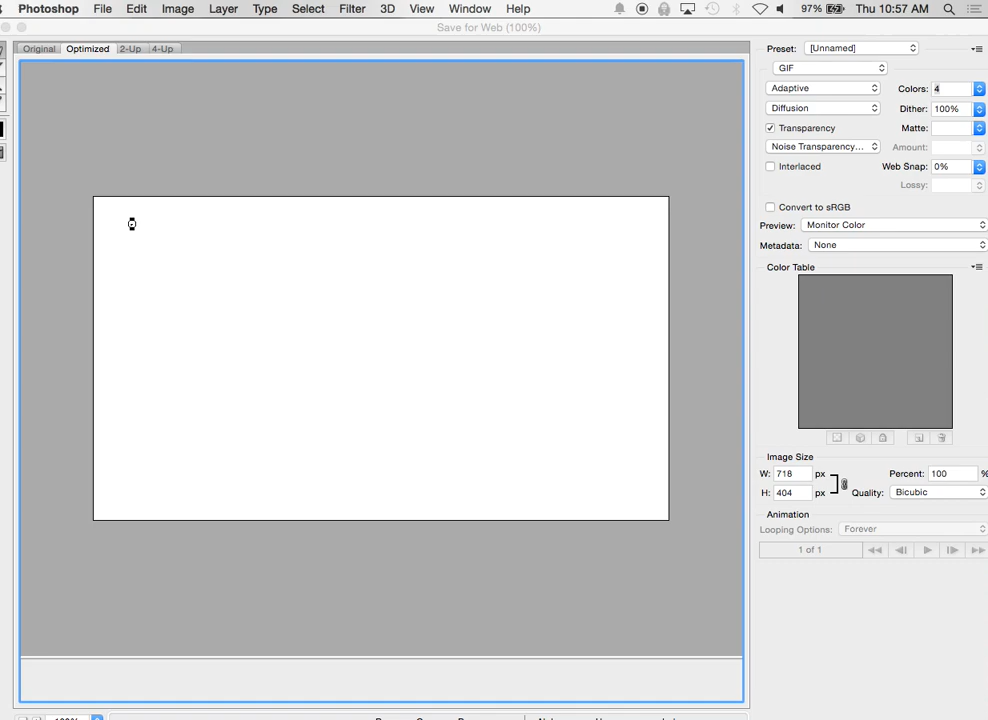 Photoshop File Edit Image Layer Type Select Filter 3D View Window Help 97% Thu 10:57 AM
Save for Web (100%)
Original Optimized 2-Up 4-Up
Preset: [Unnamed]
GIF
Adaptive Colors: 4
Diffusion Dither: 100%
Transparency Matte:
Noise Transparency... Amount:
Interlaced Web Snap: 0%
Lossy:
Convert to sRGB
Preview: Monitor Color
Metadata: None
Color Table
Image Size
W: 718 px Percent: 100 %
H: 404 px Quality: Bicubic
Animation
Looping Options: Forever
1 of 1
100%